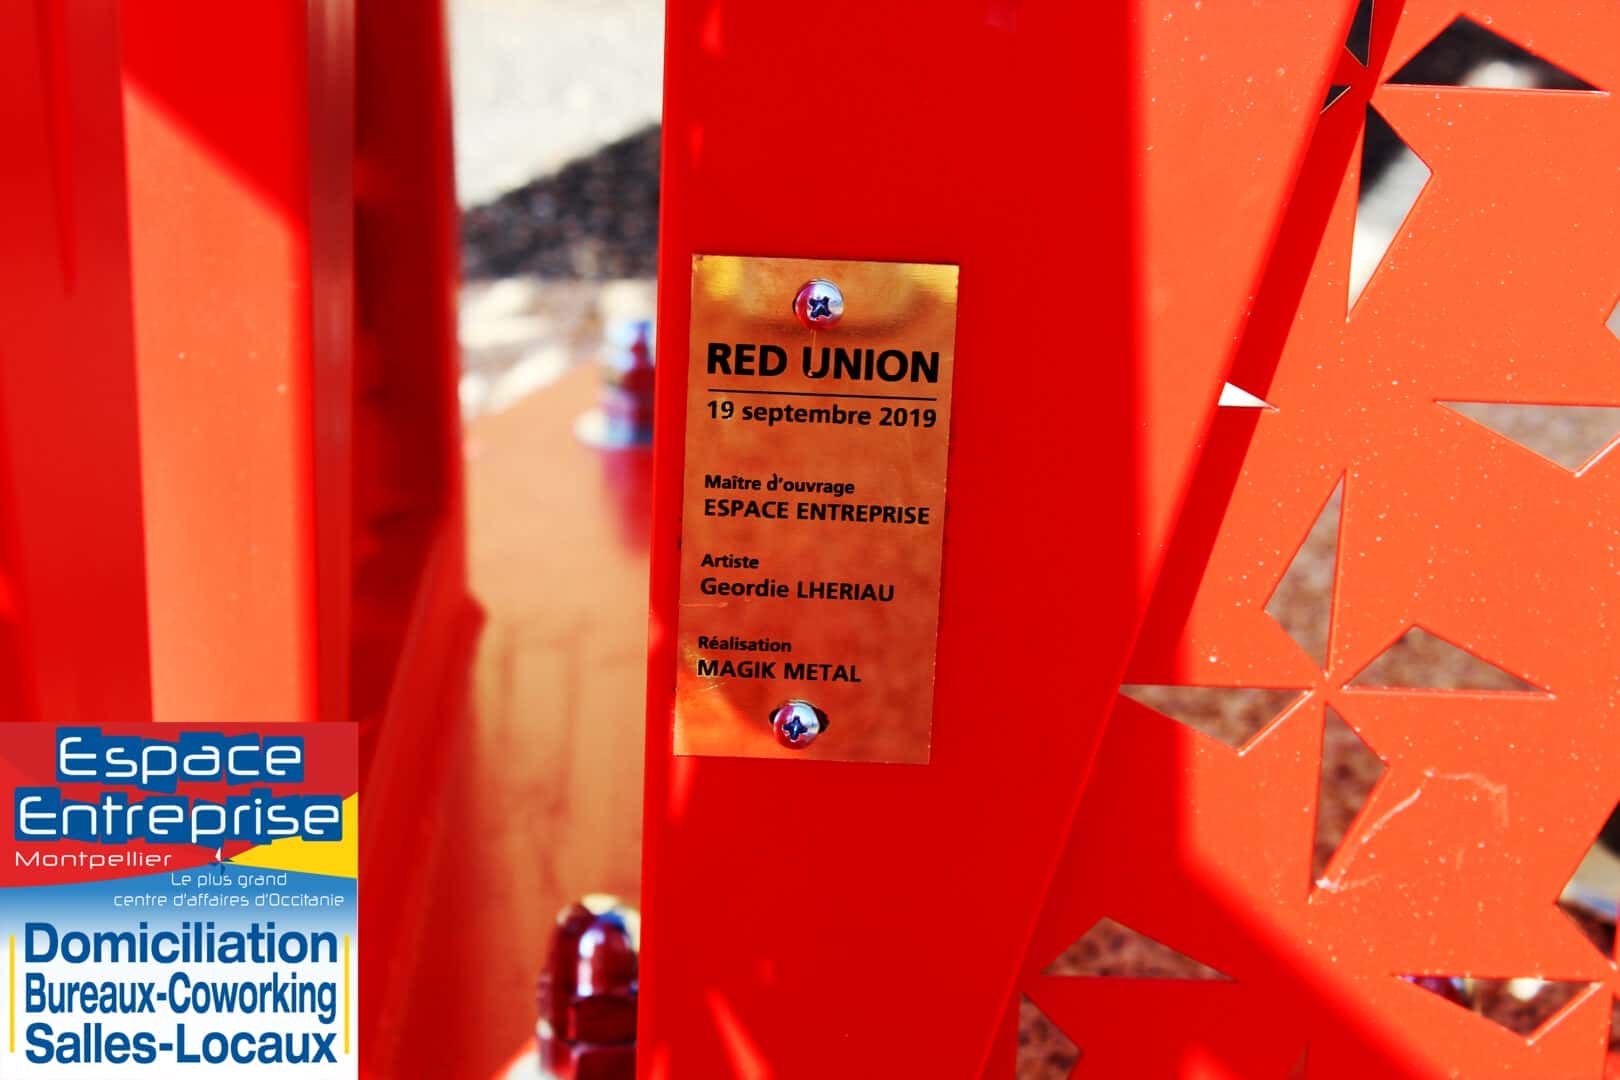 RED UNION
19 septembre 2019
Maître d'ouvrage
ESPACE ENTREPRISE
Artiste
Geordie LHERIAU
Réalisation
MAGIK METAL
Espace
Entreprise
Montpellier
Le plus grand
centre d'affaires d'Occitanie
Domiciliation
Bureaux-Coworking
Salles-Locaux